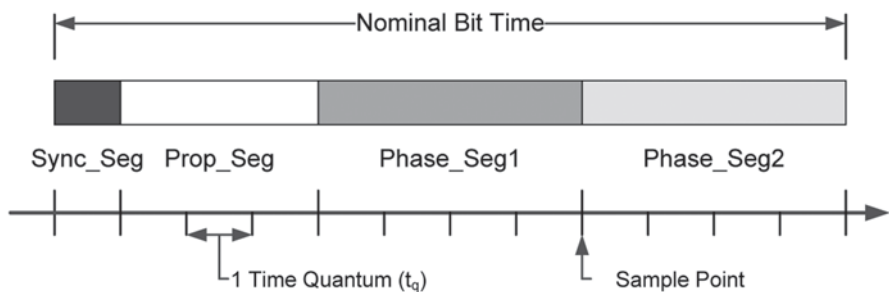 Nominal Bit Time
Sync_Seg Prop_Seg Phase_Seg1 Phase_Seg2
1 Time Quantum (tq) Sample Point